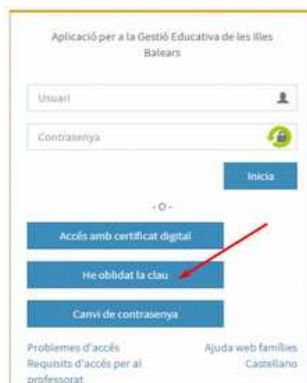 Aplicació per a la Gestió Educativa de les Illes
Balears
Usuari
Contrasenya
Inicia
- O -
Accés amb certificat digital
He oblidat la clau
Canvi de contrasenya
Problemes d'accés
Ajuda web famílies
Requisits d'accés per al
professorat
Castellano